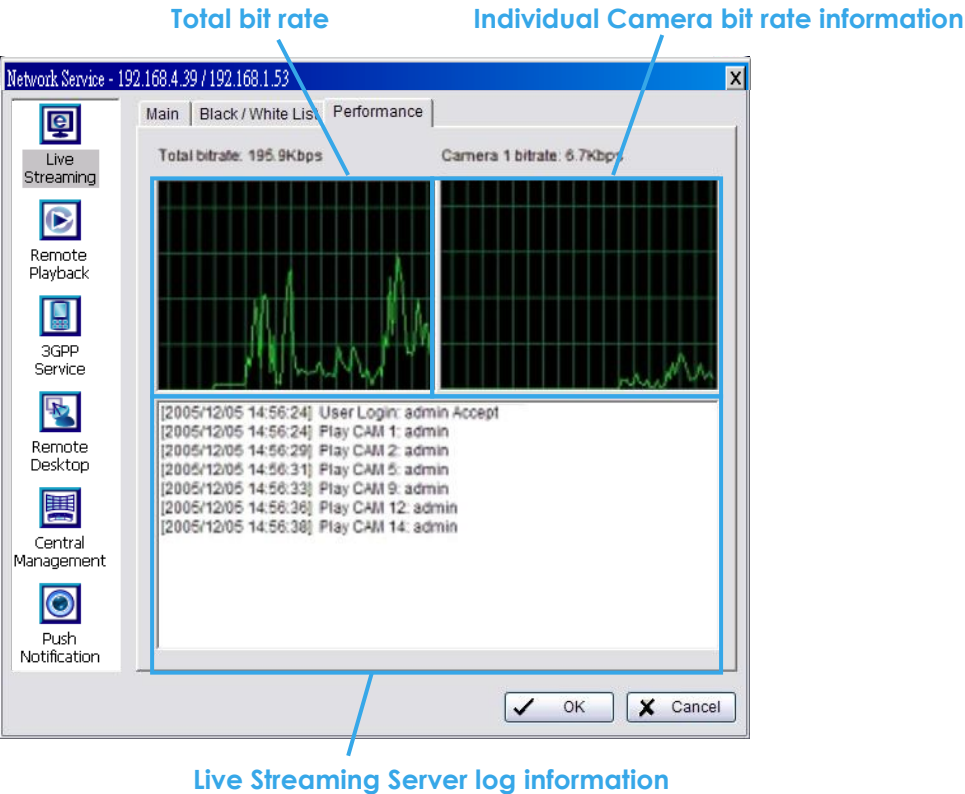 Total bit rate
Individual Camera bit rate information
Network Service - 192.168.4.39 / 192.168.1.53
X
Live
Streaming
Remote
Playback
3GPP
Service
Remote
Desktop
Central
Management
Push
Notification
Main
Black / White List
Performance
Total bitrate: 195.9Kbps
Camera 1 bitrate: 6.7Kbps
[2005/12/05 14:56:24] User Login: admin Accept
[2005/12/05 14:56:24] Play CAM 1: admin
[2005/12/05 14:56:29] Play CAM 2: admin
[2005/12/05 14:56:31] Play CAM 5: admin
[2005/12/05 14:56:33] Play CAM 9: admin
[2005/12/05 14:56:36] Play CAM 12: admin
[2005/12/05 14:56:38] Play CAM 14: admin
OK
Cancel
Live Streaming Server log information